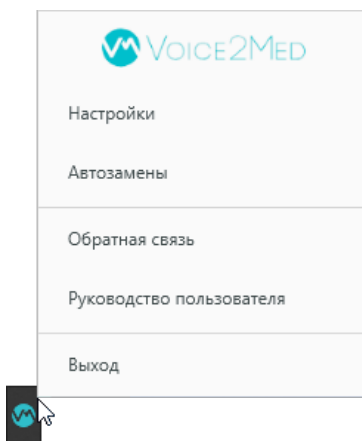 VOICE2MED
Настройки
Автозамены
Обратная связь
Руководство пользователя
Выход